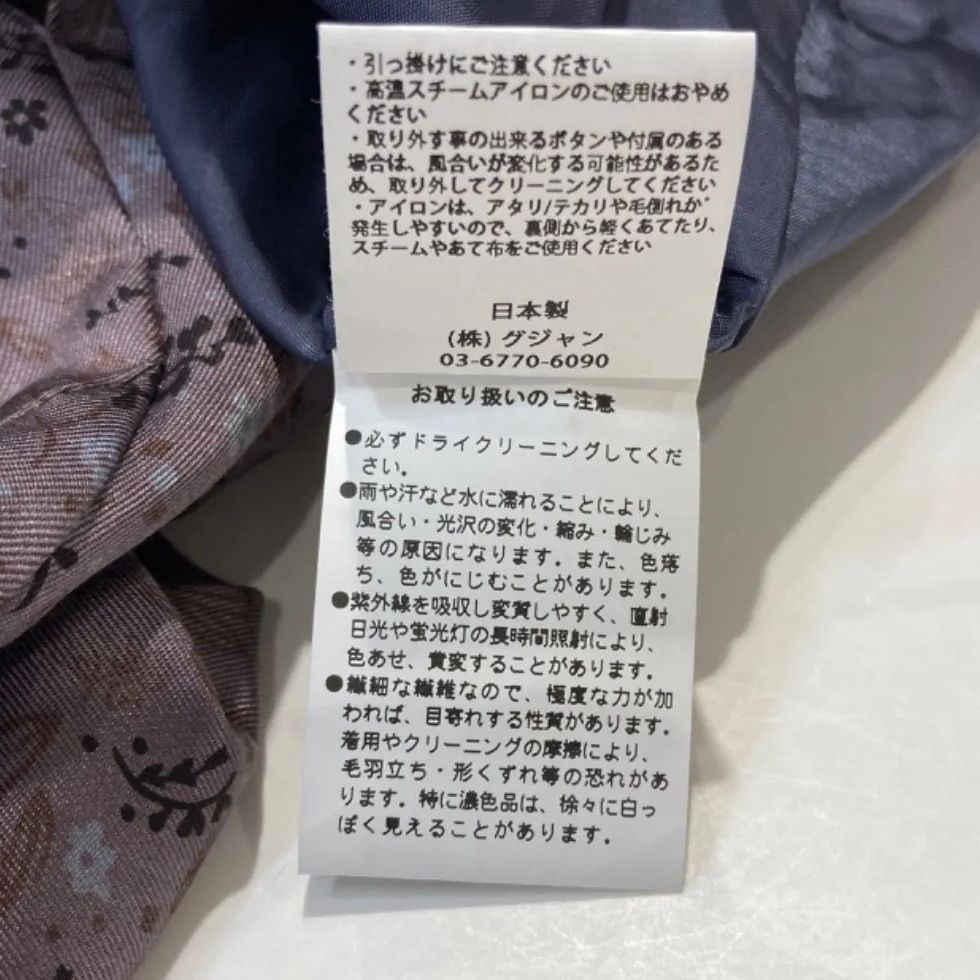 ・引っ掛けにご注意ください
・高温スチームアイロンのご使用はおやめ
ください
・取り外す事の出来るボタンや付属のある
場合は、風合いが変化する可能性があるた
め、取り外してクリーニングしてください
・アイロンは、アタリ/テカリや毛倒れが
発生しやすいので、裏側から軽くあてたり、
スチームやあて布をご使用ください
日本製
(株) グジャン
03-6770-6090
お取り扱いのご注意
●必ずドライクリーニングしてくだ
さい。
●雨や汗など水に濡れることにより、
風合い・光沢の変化・縮み・輪じみ
等の原因になります。また、色落
ち、色がにじむことがあります。
●紫外線を吸収し変質しやすく、直射
日光や蛍光灯の長時間照射により、
色あせ、黄変することがあります。
●繊細な繊維なので、極度な力が加
われば、目寄れする性質があります。
着用やクリーニングの摩擦により、
毛羽立ち・形くずれ等の恐れがあ
ります。特に濃色品は、徐々に白っ
ぽく見えることがあります。